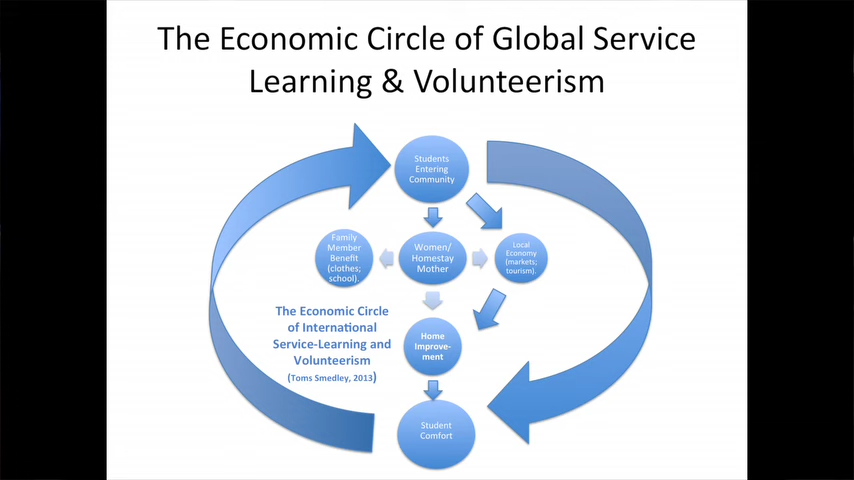 The Economic Circle of Global Service
Learning & Volunteerism
Students
Entering
Community
Family
Member
Benefit
(clothes;
school).
Women/
Homestay
Mother
Local
Economy
(markets;
tourism).
The Economic Circle
of International
Service-Learning and
Volunteerism
(Toms Smedley, 2013)
Home
Improve-
ment
Student
Comfort